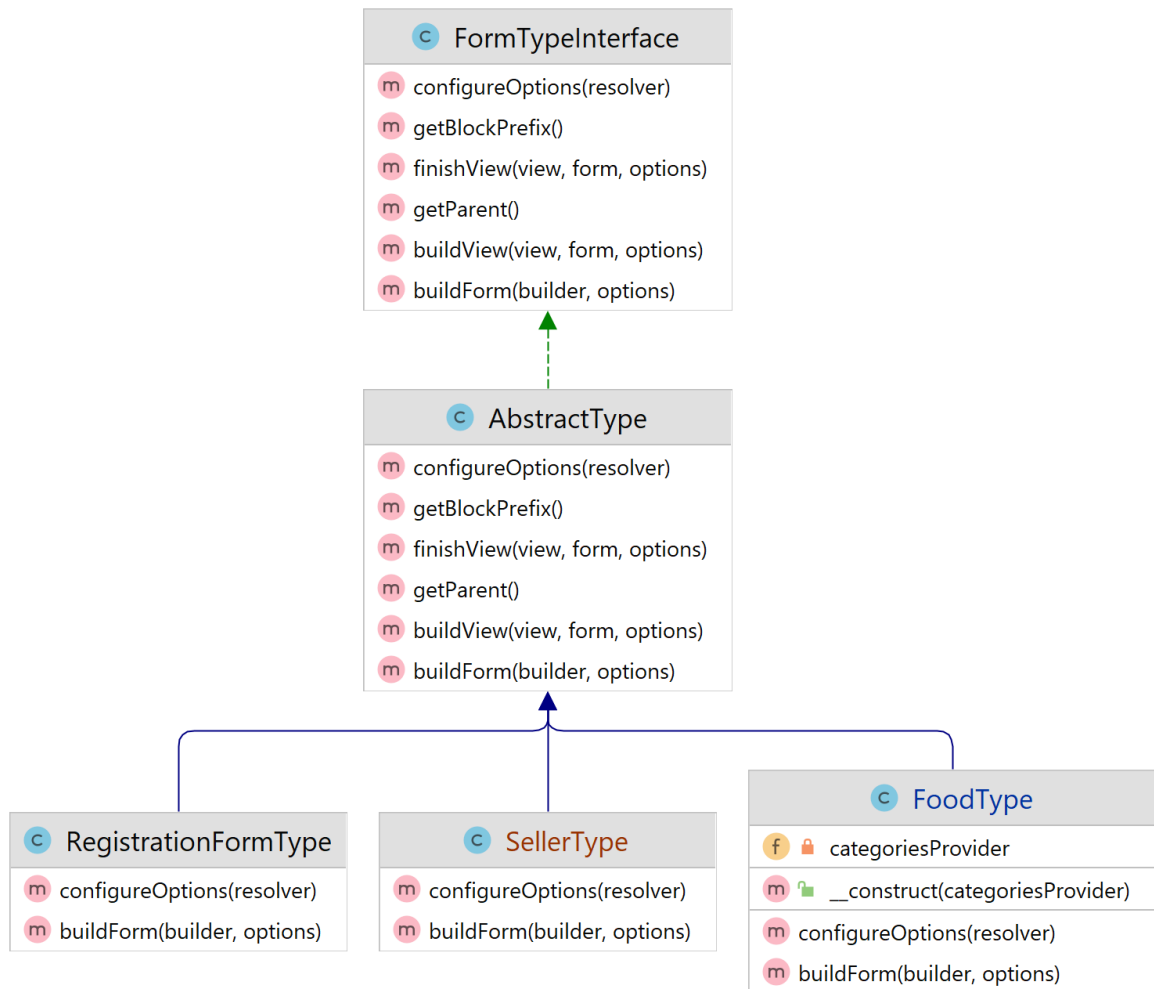 C FormTypeInterface
m configureOptions(resolver)
m getBlockPrefix()
m finishView(view, form, options)
m getParent()
m buildView(view, form, options)
m buildForm(builder, options)
C AbstractType
m configureOptions(resolver)
m getBlockPrefix()
m finishView(view, form, options)
m getParent()
m buildView(view, form, options)
m buildForm(builder, options)
C RegistrationFormType
m configureOptions(resolver)
m buildForm(builder, options)
C SellerType
m configureOptions(resolver)
m buildForm(builder, options)
C FoodType
f categoriesProvider
m __construct(categoriesProvider)
m configureOptions(resolver)
m buildForm(builder, options)